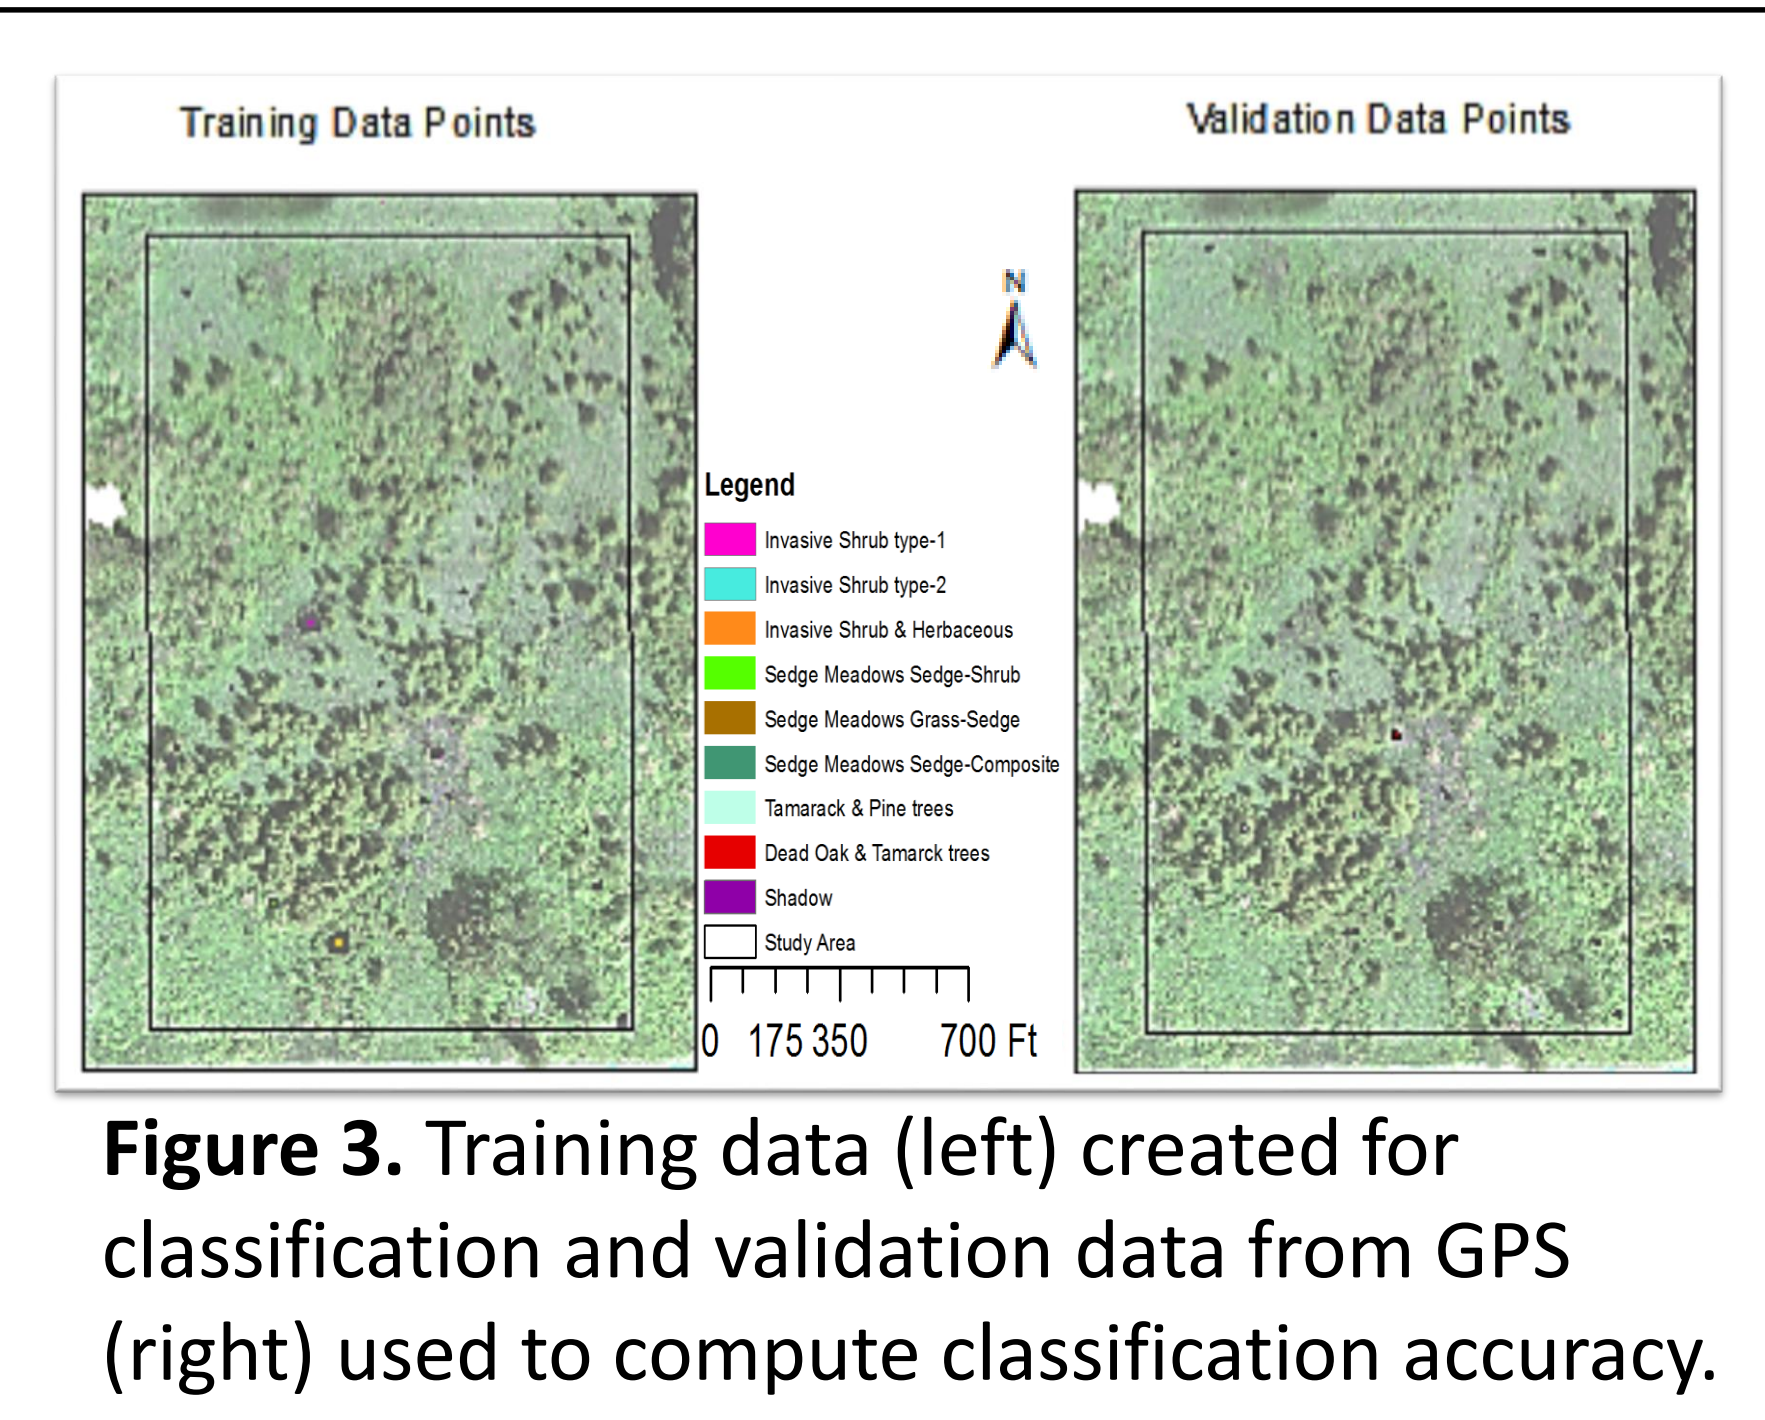 Training Data Points
Validation Data Points
N
Legend
Invasive Shrub type-1
Invasive Shrub type-2
Invasive Shrub & Herbaceous
Sedge Meadows Sedge-Shrub
Sedge Meadows Grass-Sedge
Sedge Meadows Sedge-Composite
Tamarack & Pine trees
Dead Oak & Tamarck trees
Shadow
Study Area
0 175 350 700 Ft
Figure 3. Training data (left) created for
classification and validation data from GPS
(right) used to compute classification accuracy.